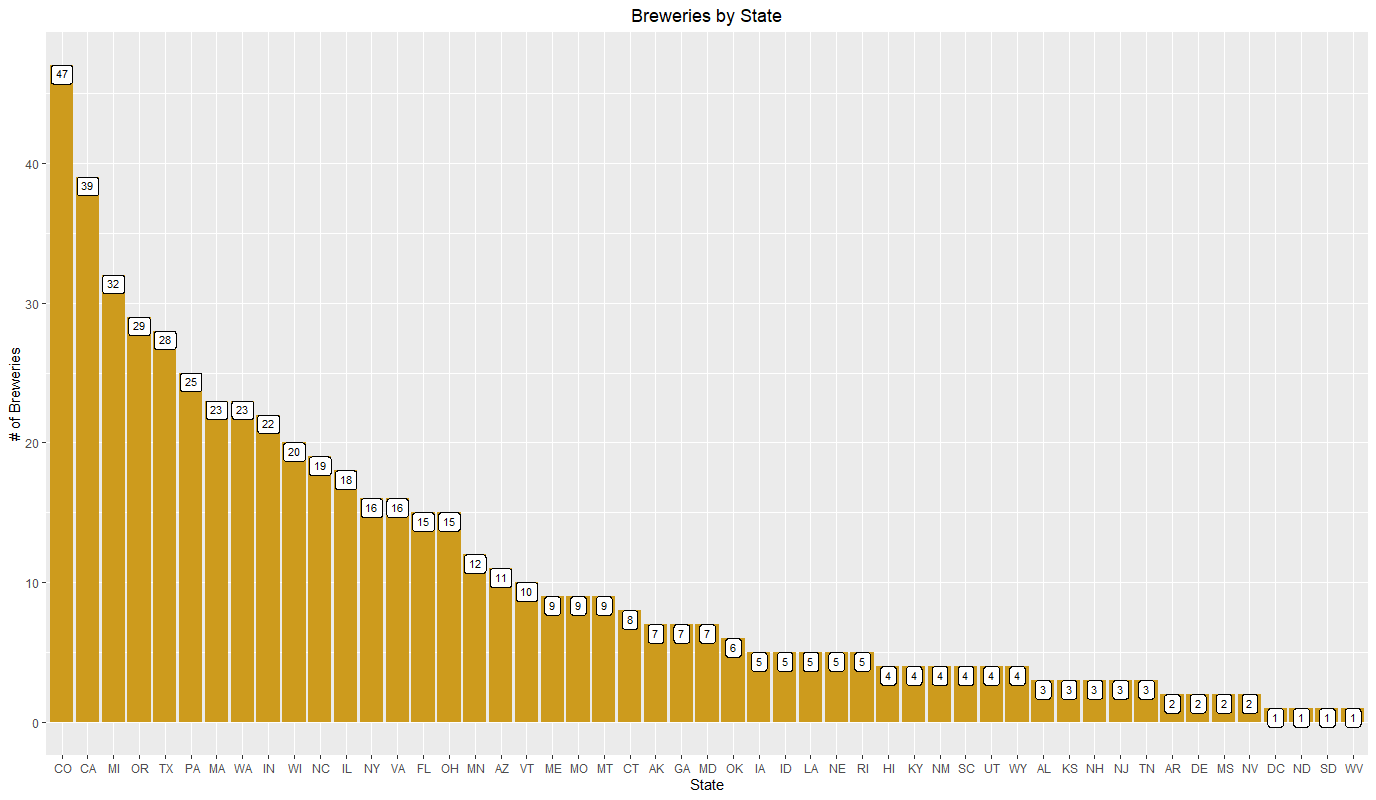 Breweries by State
# of Breweries
40
30
20
10
0
47 39 32 29 28 25 23 23 22 20 19 18 16 16 15 15 12 11 10 9 9 9 8 7 7 7 6 5 5 5 5 5 4 4 4 4 4 4 3 3 3 3 3 2 2 2 2 1 1 1 1
CO CA MI OR TX PA MA WA IN WI NC IL NY VA FL OH MN AZ VT ME MO MT CT AK GA MD OK IA ID LA NE RI HI KY NM SC UT WY AL KS NH NJ TN AR DE MS NV DC ND SD WV
State